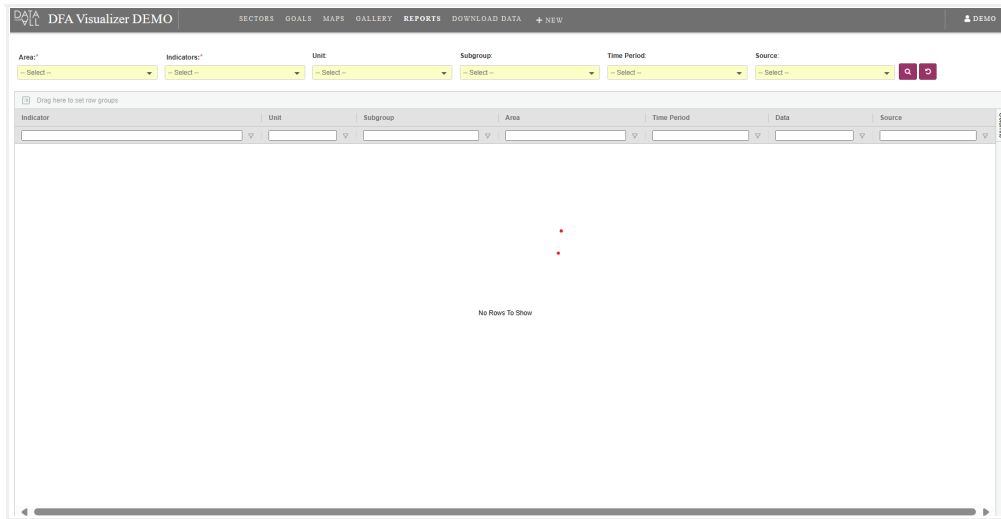 DATA
FOR
ALL
DFA Visualizer DEMO
SECTORS GOALS MAPS GALLERY REPORTS DOWNLOAD DATA + NEW
DEMO
Area:* Indicators:* Unit: Subgroup: Time Period: Source:
-- Select -- -- Select -- -- Select -- -- Select -- -- Select -- -- Select --
Drag here to set row groups
Indicator Unit Subgroup Area Time Period Data Source
No Rows To Show